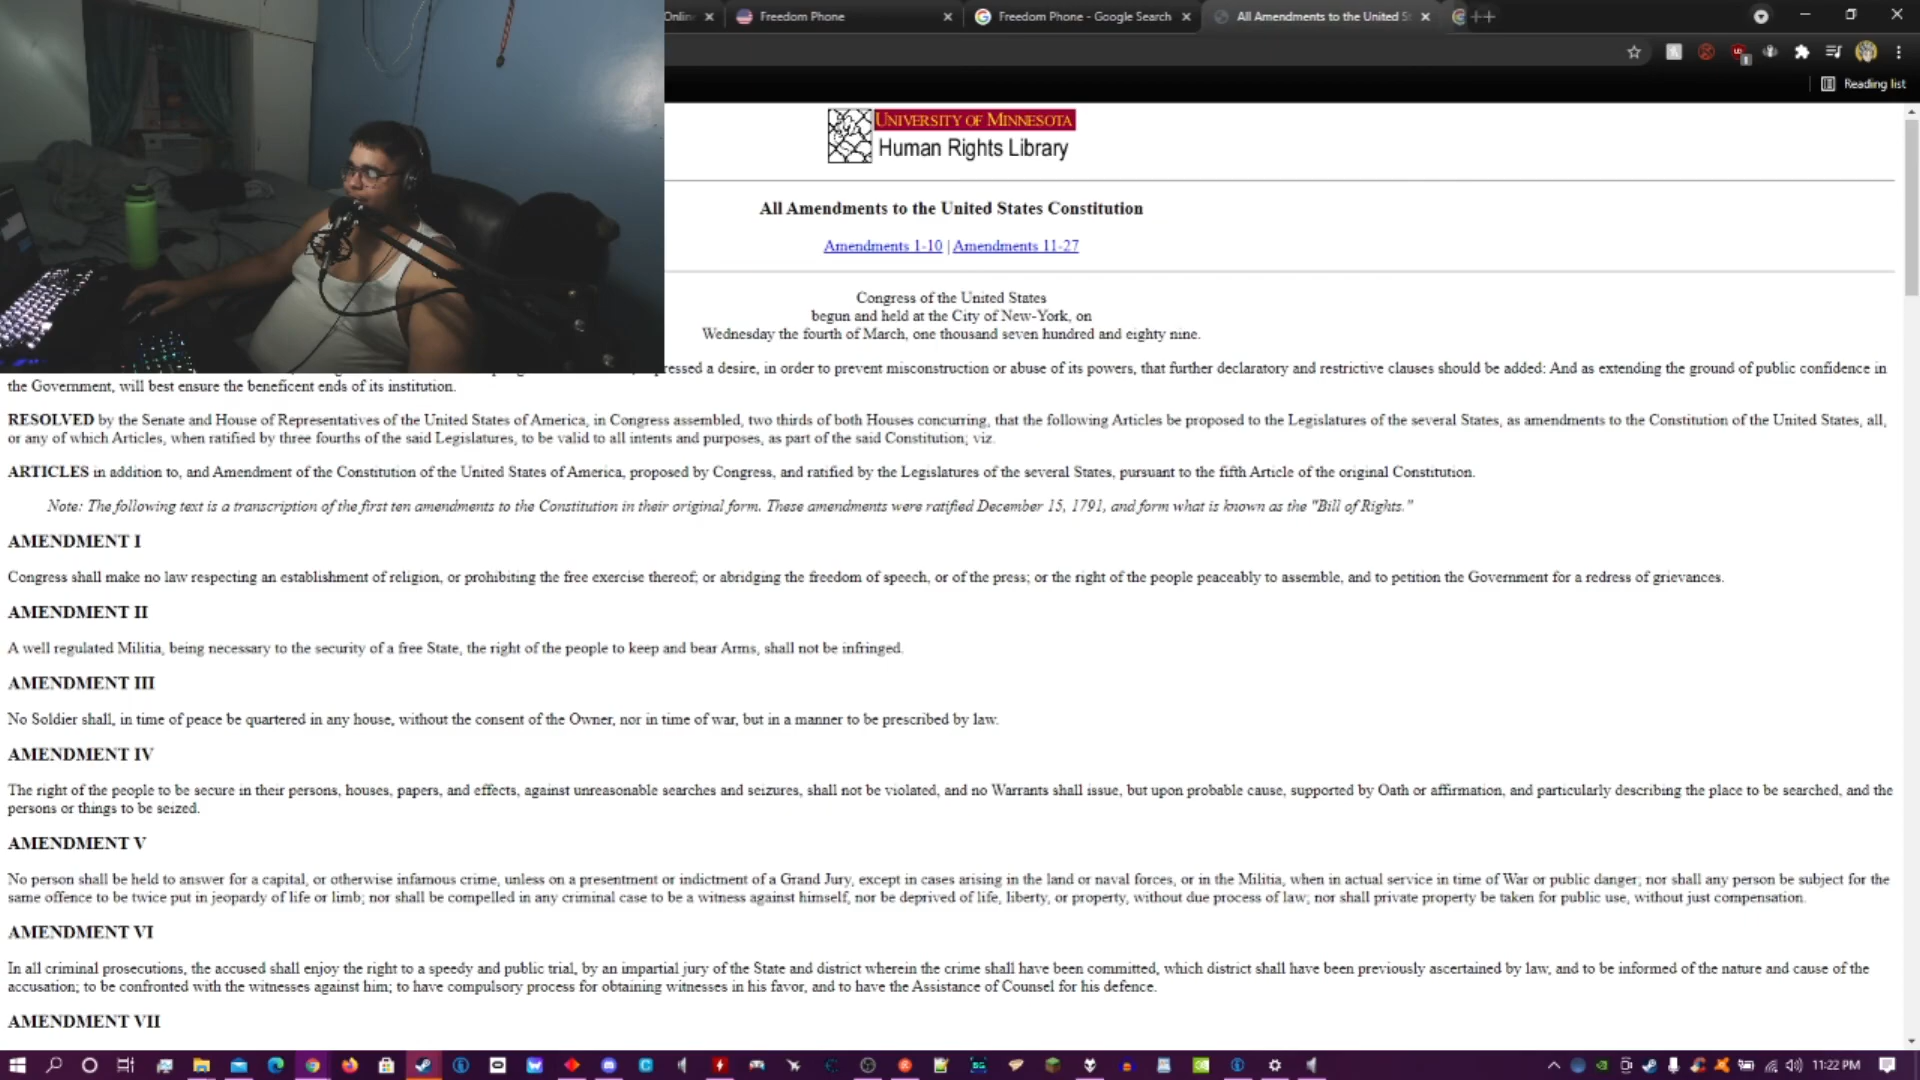 Onlin
Freedom Phone
Freedom Phone - Google Search
All Amendments to the United S
Reading list
UNIVERSITY OF MINNESOTA
Human Rights Library
All Amendments to the United States Constitution
Amendments 1-10 | Amendments 11-27
Congress of the United States
begun and held at the City of New-York, on
Wednesday the fourth of March, one thousand seven hundred and eighty nine.
ressed a desire, in order to prevent misconstruction or abuse of its powers, that further declaratory and restrictive clauses should be added: And as extending the ground of public confidence in
the Government, will best ensure the beneficent ends of its institution.
RESOLVED by the Senate and House of Representatives of the United States of America, in Congress assembled, two thirds of both Houses concurring, that the following Articles be proposed to the Legislatures of the several States, as amendments to the Constitution of the United States, all,
or any of which Articles, when ratified by three fourths of the said Legislatures, to be valid to all intents and purposes, as part of the said Constitution; viz.
ARTICLES in addition to, and Amendment of the Constitution of the United States of America, proposed by Congress, and ratified by the Legislatures of the several States, pursuant to the fifth Article of the original Constitution.
Note: The following text is a transcription of the first ten amendments to the Constitution in their original form. These amendments were ratified December 15, 1791, and form what is known as the "Bill of Rights."
AMENDMENT I
Congress shall make no law respecting an establishment of religion, or prohibiting the free exercise thereof; or abridging the freedom of speech, or of the press; or the right of the people peaceably to assemble, and to petition the Government for a redress of grievances.
AMENDMENT II
A well regulated Militia, being necessary to the security of a free State, the right of the people to keep and bear Arms, shall not be infringed.
AMENDMENT III
No Soldier shall, in time of peace be quartered in any house, without the consent of the Owner, nor in time of war, but in a manner to be prescribed by law.
AMENDMENT IV
The right of the people to be secure in their persons, houses, papers, and effects, against unreasonable searches and seizures, shall not be violated, and no Warrants shall issue, but upon probable cause, supported by Oath or affirmation, and particularly describing the place to be searched, and the
persons or things to be seized.
AMENDMENT V
No person shall be held to answer for a capital, or otherwise infamous crime, unless on a presentment or indictment of a Grand Jury, except in cases arising in the land or naval forces, or in the Militia, when in actual service in time of War or public danger; nor shall any person be subject for the
same offence to be twice put in jeopardy of life or limb; nor shall be compelled in any criminal case to be a witness against himself, nor be deprived of life, liberty, or property, without due process of law; nor shall private property be taken for public use, without just compensation.
AMENDMENT VI
In all criminal prosecutions, the accused shall enjoy the right to a speedy and public trial, by an impartial jury of the State and district wherein the crime shall have been committed, which district shall have been previously ascertained by law, and to be informed of the nature and cause of the
accusation; to be confronted with the witnesses against him; to have compulsory process for obtaining witnesses in his favor, and to have the Assistance of Counsel for his defence.
AMENDMENT VII
11:22 PM